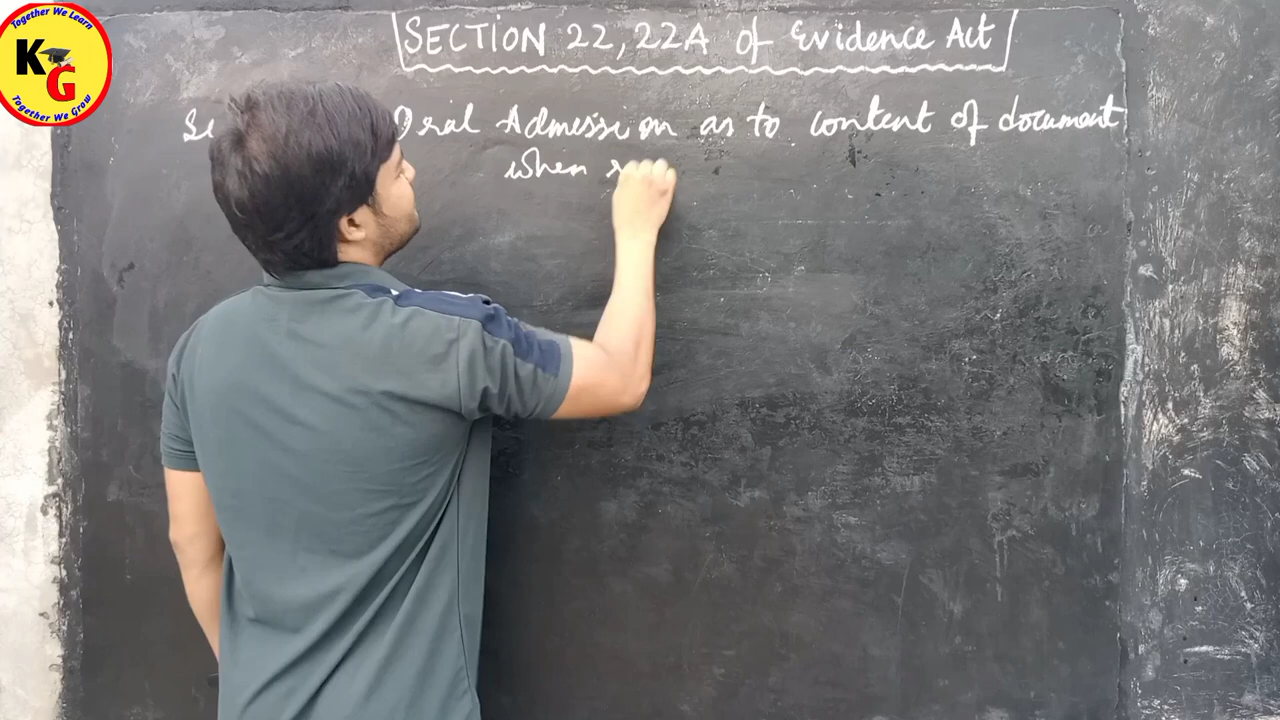 Together We Learn
KG
Together We Grow
SECTION 22, 22A of Evidence Act
Oral Admission as to content of document
when